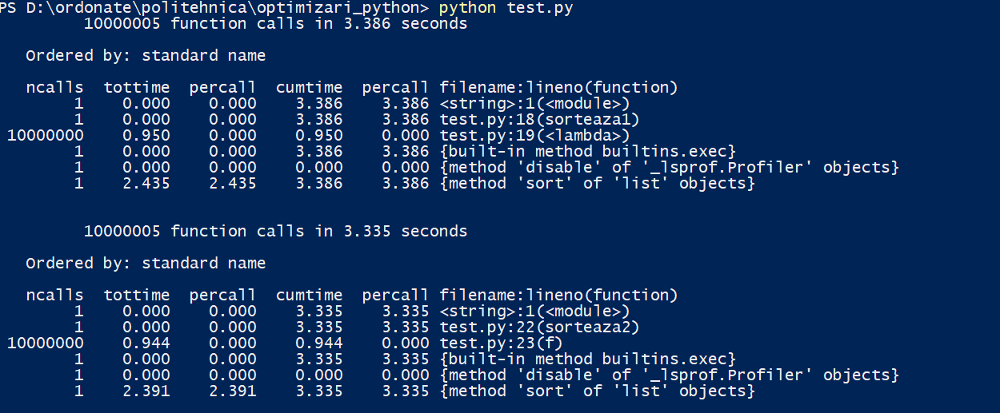 PS D:\ordonate\politehnica\optimizari_python> python test.py
         10000005 function calls in 3.386 seconds

   Ordered by: standard name

   ncalls  tottime  percall  cumtime  percall filename:lineno(function)
        1    0.000    0.000    3.386    3.386 <string>:1(<module>)
        1    0.000    0.000    3.386    3.386 test.py:18(sorteaza1)
 10000000    0.950    0.000    0.950    0.000 test.py:19(<lambda>)
        1    0.000    0.000    3.386    3.386 {built-in method builtins.exec}
        1    0.000    0.000    0.000    0.000 {method 'disable' of '_lsprof.Profiler' objects}
        1    2.435    2.435    3.386    3.386 {method 'sort' of 'list' objects}


         10000005 function calls in 3.335 seconds

   Ordered by: standard name

   ncalls  tottime  percall  cumtime  percall filename:lineno(function)
        1    0.000    0.000    3.335    3.335 <string>:1(<module>)
        1    0.000    0.000    3.335    3.335 test.py:22(sorteaza2)
 10000000    0.944    0.000    0.944    0.000 test.py:23(f)
        1    0.000    0.000    3.335    3.335 {built-in method builtins.exec}
        1    0.000    0.000    0.000    0.000 {method 'disable' of '_lsprof.Profiler' objects}
        1    2.391    2.391    3.335    3.335 {method 'sort' of 'list' objects}